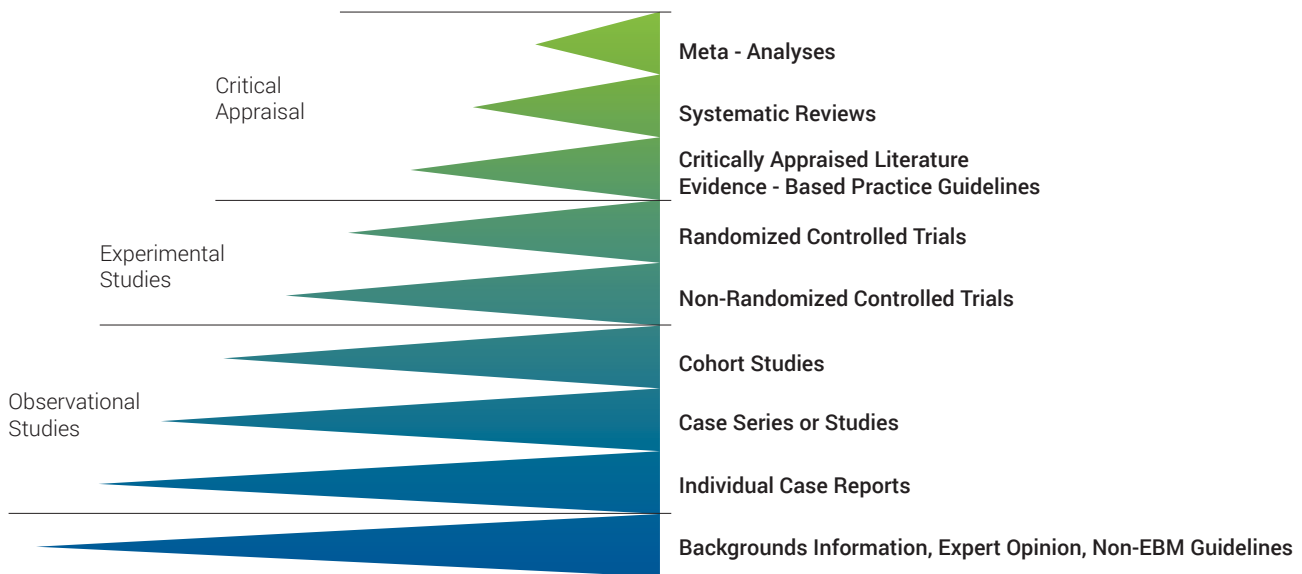 Meta - Analyses
Critical
Appraisal
Systematic Reviews
Critically Appraised Literature
Evidence - Based Practice Guidelines
Randomized Controlled Trials
Experimental
Studies
Non-Randomized Controlled Trials
Cohort Studies
Observational
Studies
Case Series or Studies
Individual Case Reports
Backgrounds Information, Expert Opinion, Non-EBM Guidelines